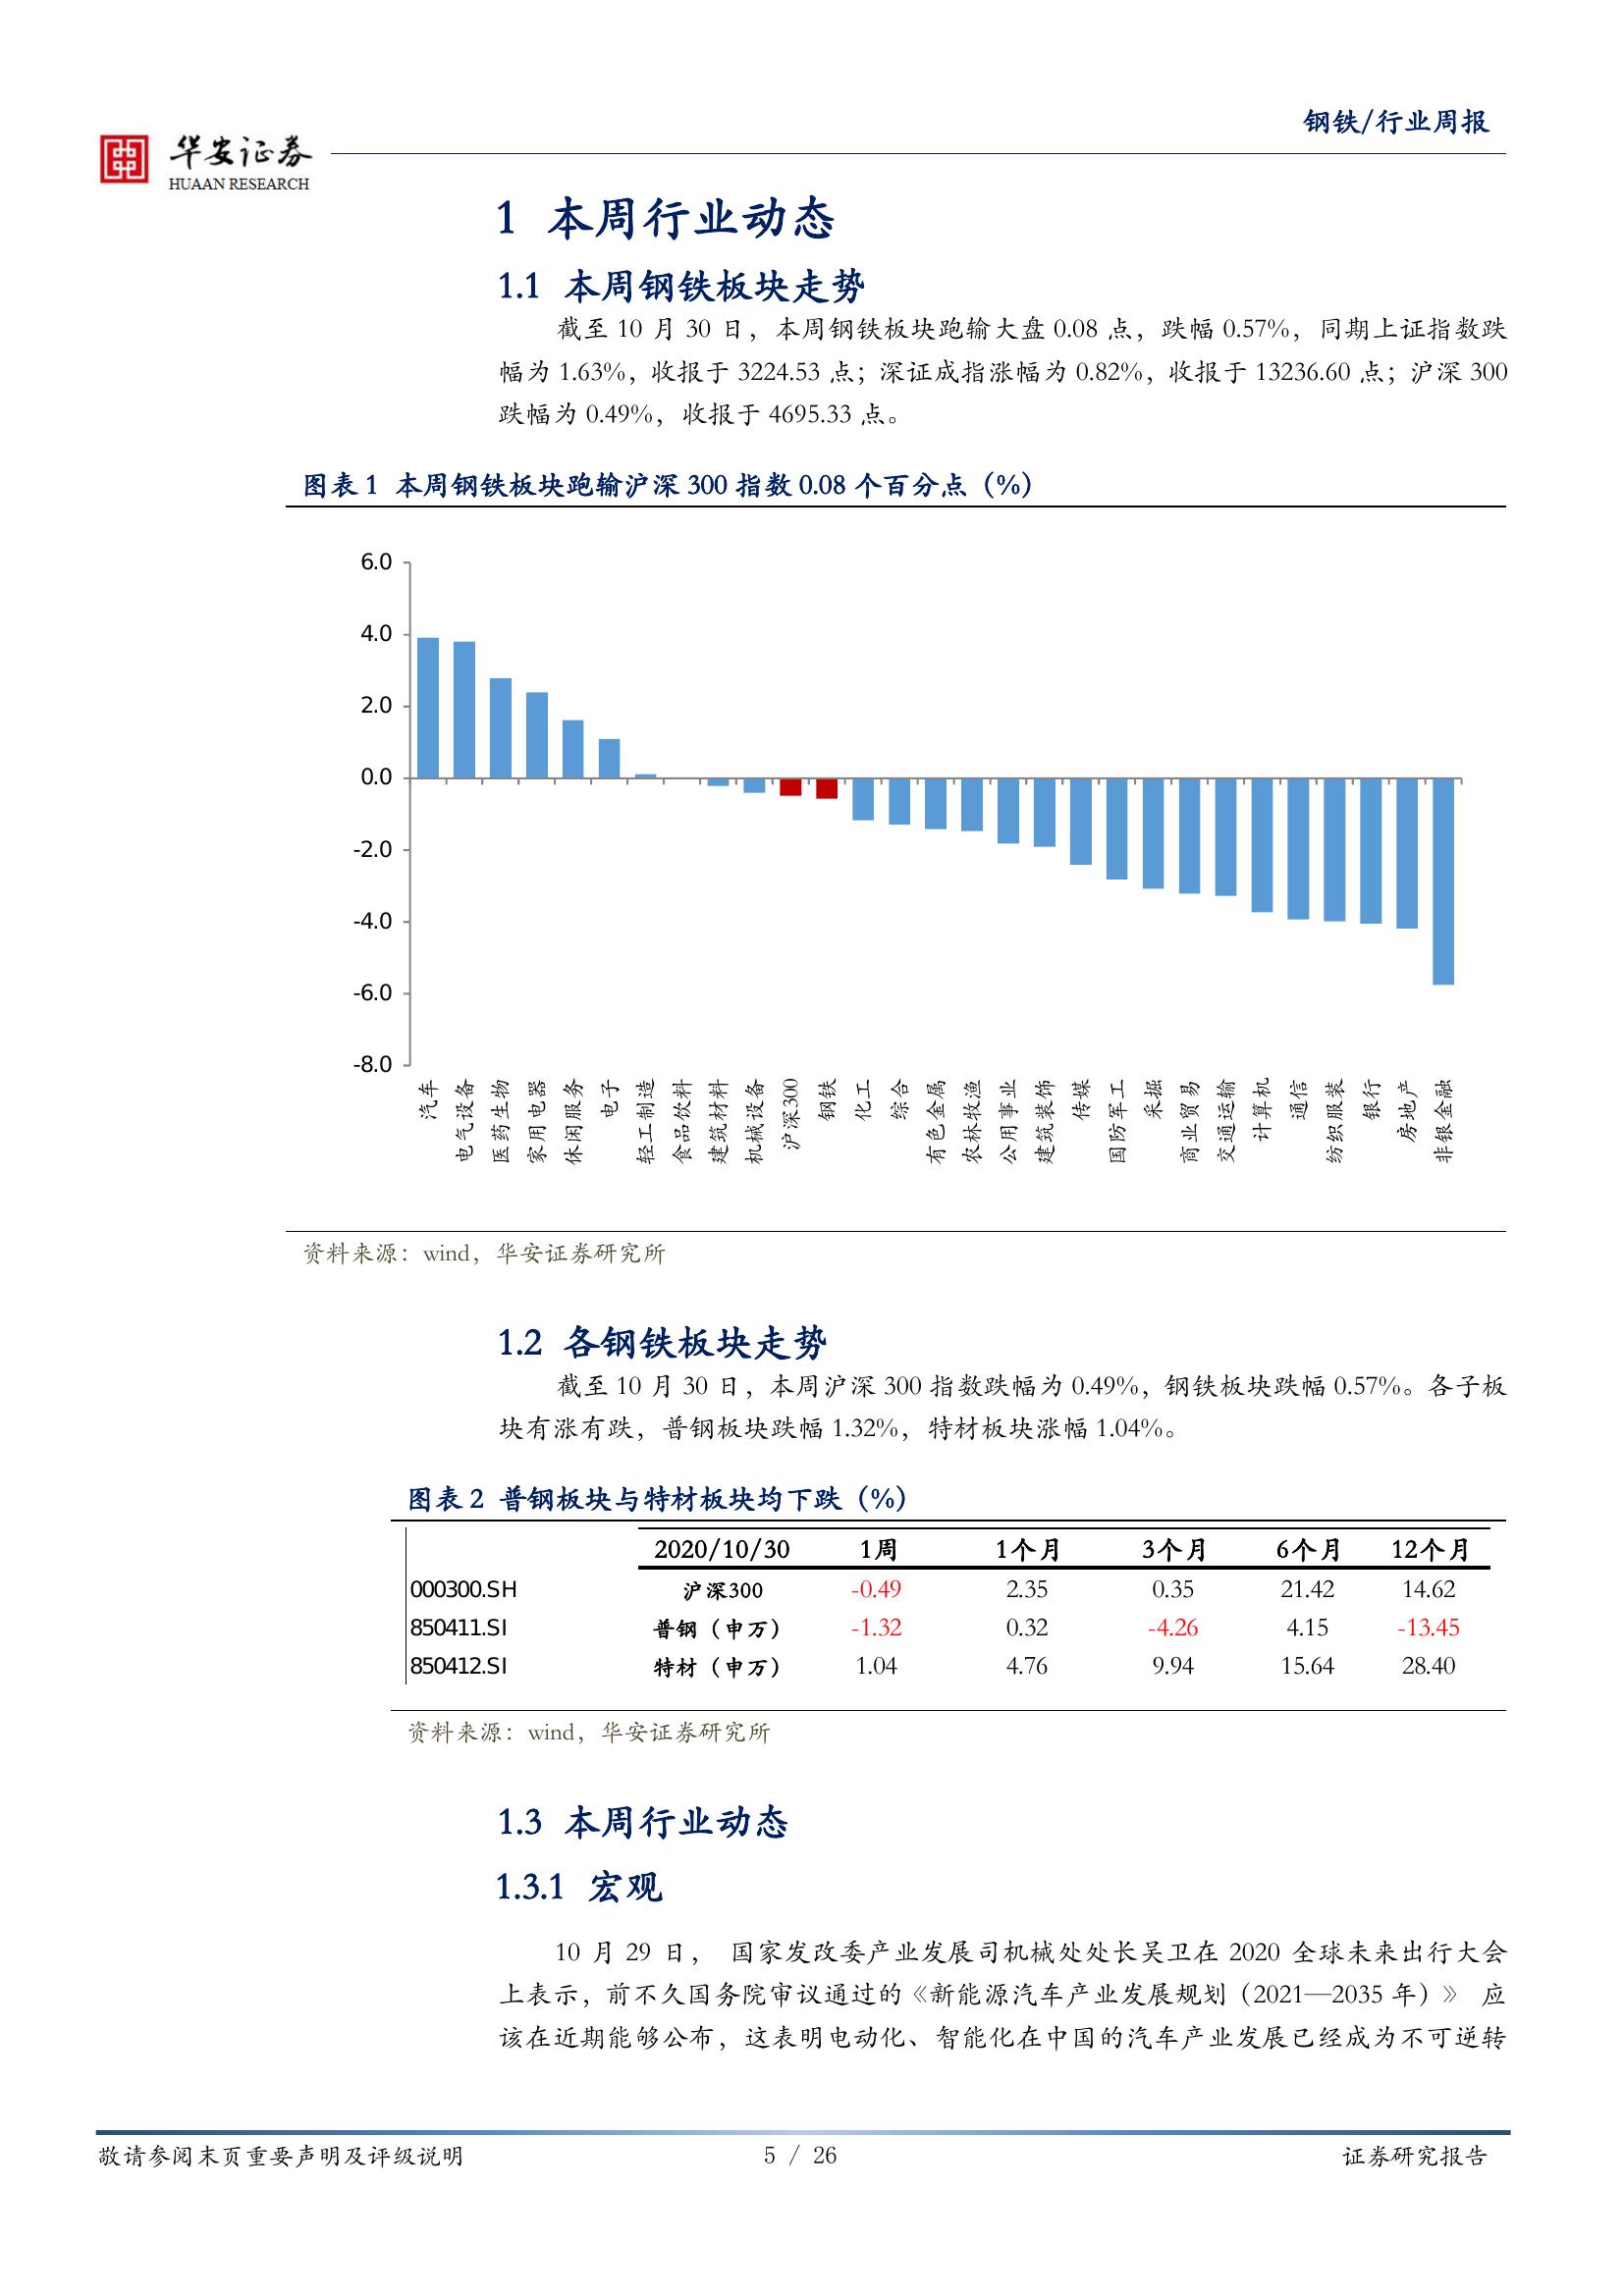 钢铁/行业周报
华安证券
HUAAN RESEARCH
1 本周行业动态
1.1 本周钢铁板块走势
截至 10 月 30 日，本周钢铁板块跑输大盘 0.08 点，跌幅 0.57%，同期上证指数跌
幅为 1.63%，收报于 3224.53 点；深证成指涨幅为 0.82%，收报于 13236.60 点；沪深 300
跌幅为 0.49%，收报于 4695.33 点。
图表 1 本周钢铁板块跑输沪深 300 指数 0.08 个百分点（%）
6.0
4.0
2.0
0.0
-2.0
-4.0
-6.0
-8.0
汽车
电气设备
医药生物
家用电器
休闲服务
电子
轻工制造
食品饮料
建筑材料
机械设备
沪深300
钢铁
化工
综合
有色金属
农林牧渔
公用事业
建筑装饰
传媒
国防军工
采掘
商业贸易
交通运输
计算机
通信
纺织服装
银行
房地产
非银金融
资料来源：wind，华安证券研究所
1.2 各钢铁板块走势
截至 10 月 30 日，本周沪深 300 指数跌幅为 0.49%，钢铁板块跌幅 0.57%。各子板
块有涨有跌，普钢板块跌幅 1.32%，特材板块涨幅 1.04%。
图表 2 普钢板块与特材板块均下跌（%）
2020/10/30 1周 1个月 3个月 6个月 12个月
000300.SH 沪深300 -0.49 2.35 0.35 21.42 14.62
850411.SI 普钢（申万） -1.32 0.32 -4.26 4.15 -13.45
850412.SI 特材（申万） 1.04 4.76 9.94 15.64 28.40
资料来源：wind，华安证券研究所
1.3 本周行业动态
1.3.1 宏观
10 月 29 日， 国家发改委产业发展司机械处处长吴卫在 2020 全球未来出行大会
上表示，前不久国务院审议通过的《新能源汽车产业发展规划（2021—2035 年）》 应
该在近期能够公布，这表明电动化、智能化在中国的汽车产业发展已经成为不可逆转
敬请参阅末页重要声明及评级说明
5 / 26
证券研究报告